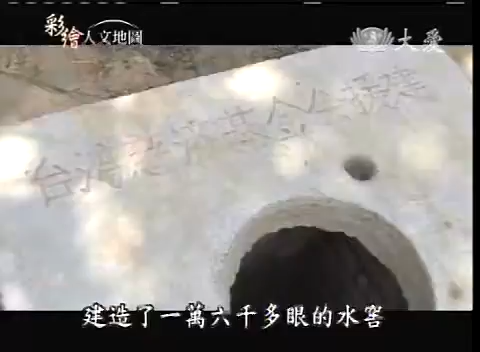 彩繪人文地圖
大愛
台灣慈濟基金會援建
建造了一萬六千多眼的水窖